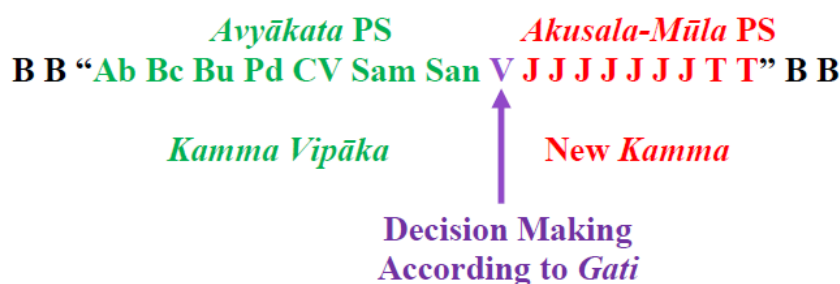 Avyākata PS Akusala-Mūla PS
B B “Ab Bc Bu Pd CV Sam San V J J J J J J J T T” B B
Kamma Vipāka New Kamma
Decision Making
According to Gati